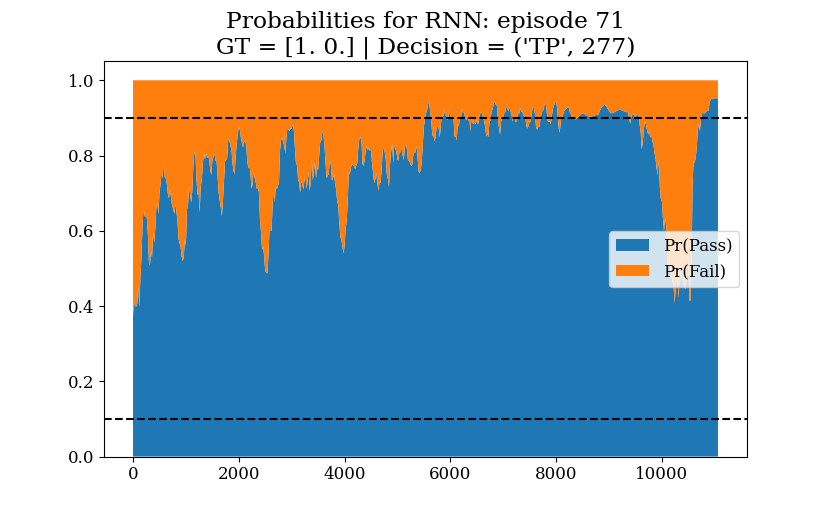 Probabilities for RNN: episode 71
GT = [1. 0.] | Decision = ('TP', 277)
1.0
0.8
0.6
0.4
0.2
0.0
Pr(Pass)
Pr(Fail)
0 2000 4000 6000 8000 10000